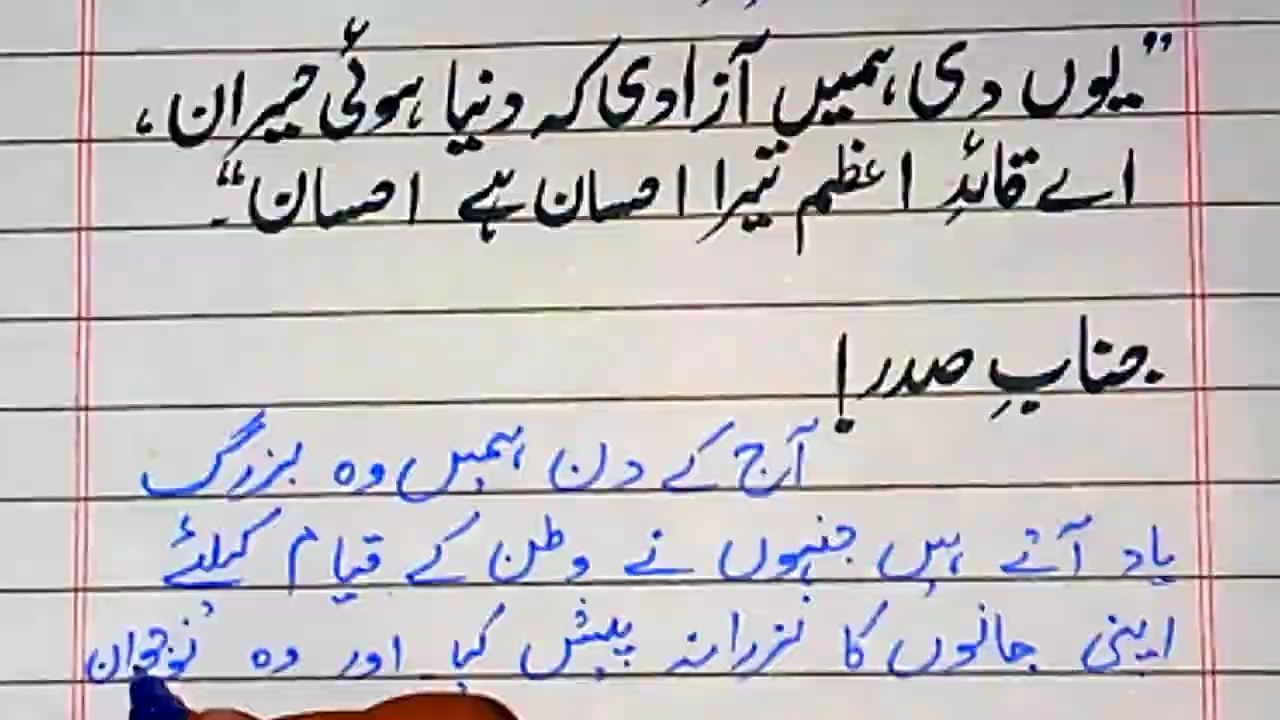 ”یوں دی ہمیں آزادی کہ دنیا ہوئی حیران،
اے قائدِ اعظم تیرا احسان ہے احسان“۔
جنابِ صدر!
آج کے دن ہمیں وہ بزرگ
یاد آتے ہیں جنہوں نے وطن کے قیام کیلئے
اپنی جانوں کا نزرانہ پیش کیا اور وہ نوجوان